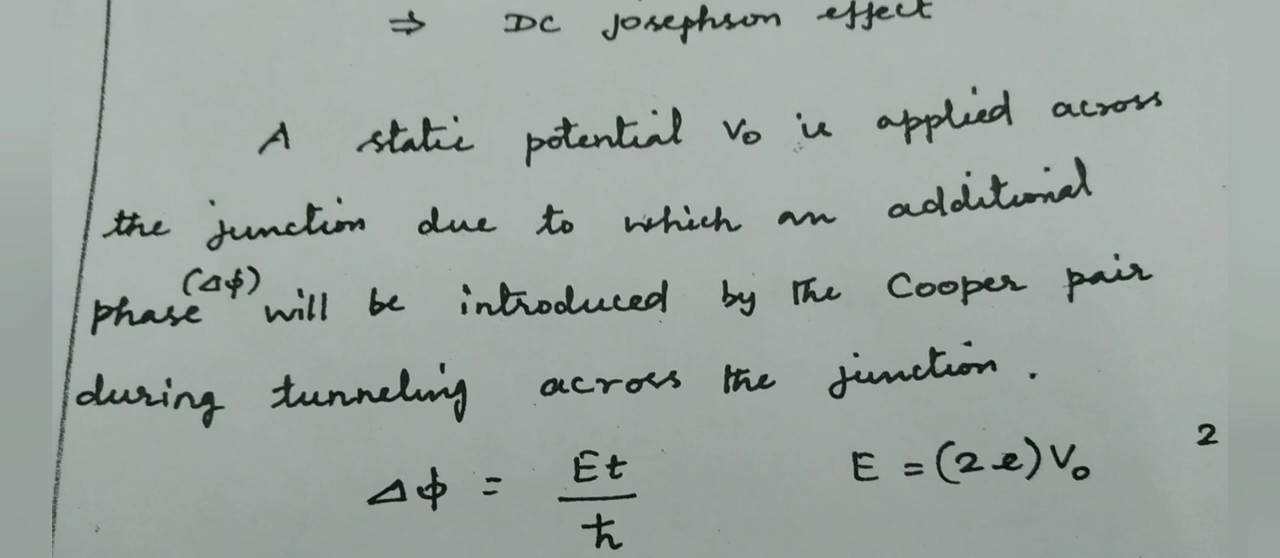 ⇒ DC Josephson effect
A static potential V₀ is applied across
the junction due to which an additional
phase (Δϕ) will be introduced by the Cooper pair
during tunneling across the junction.
Δϕ = Et/ħ E = (2e)V₀ 2